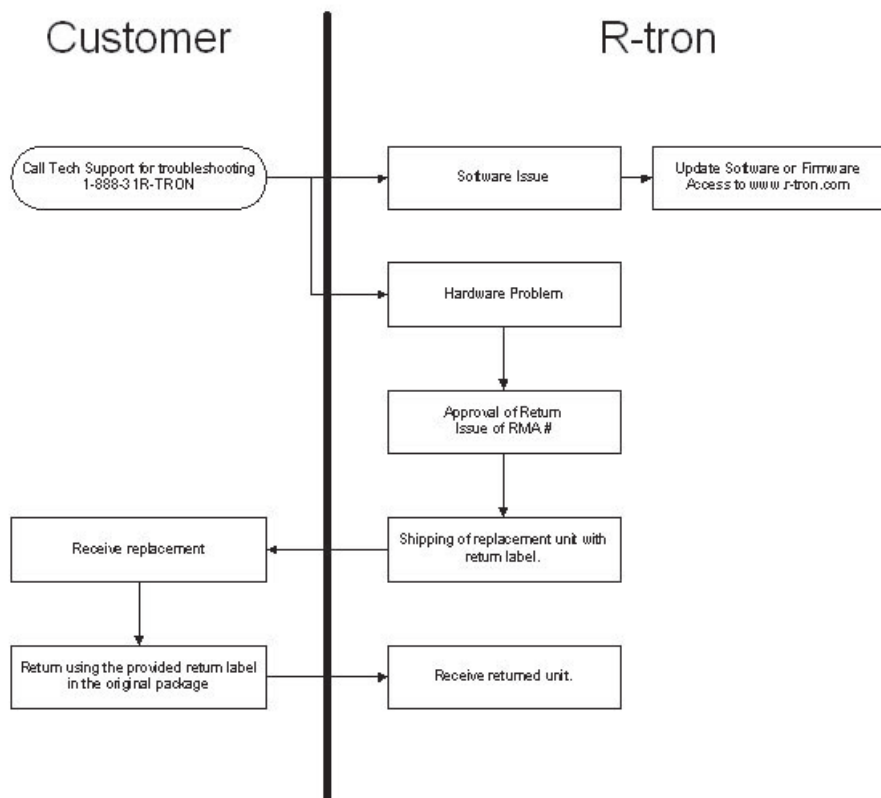 Customer
R-tron
Call Tech Support for troubleshooting
1-888-31R-TRON
Software Issue
Update Software or Firmware
Access to www.r-tron.com
Hardware Problem
Approval of Return
Issue of RMA #
Receive replacement
Shipping of replacement unit with
return label.
Return using the provided return label
in the original package
Receive returned unit.